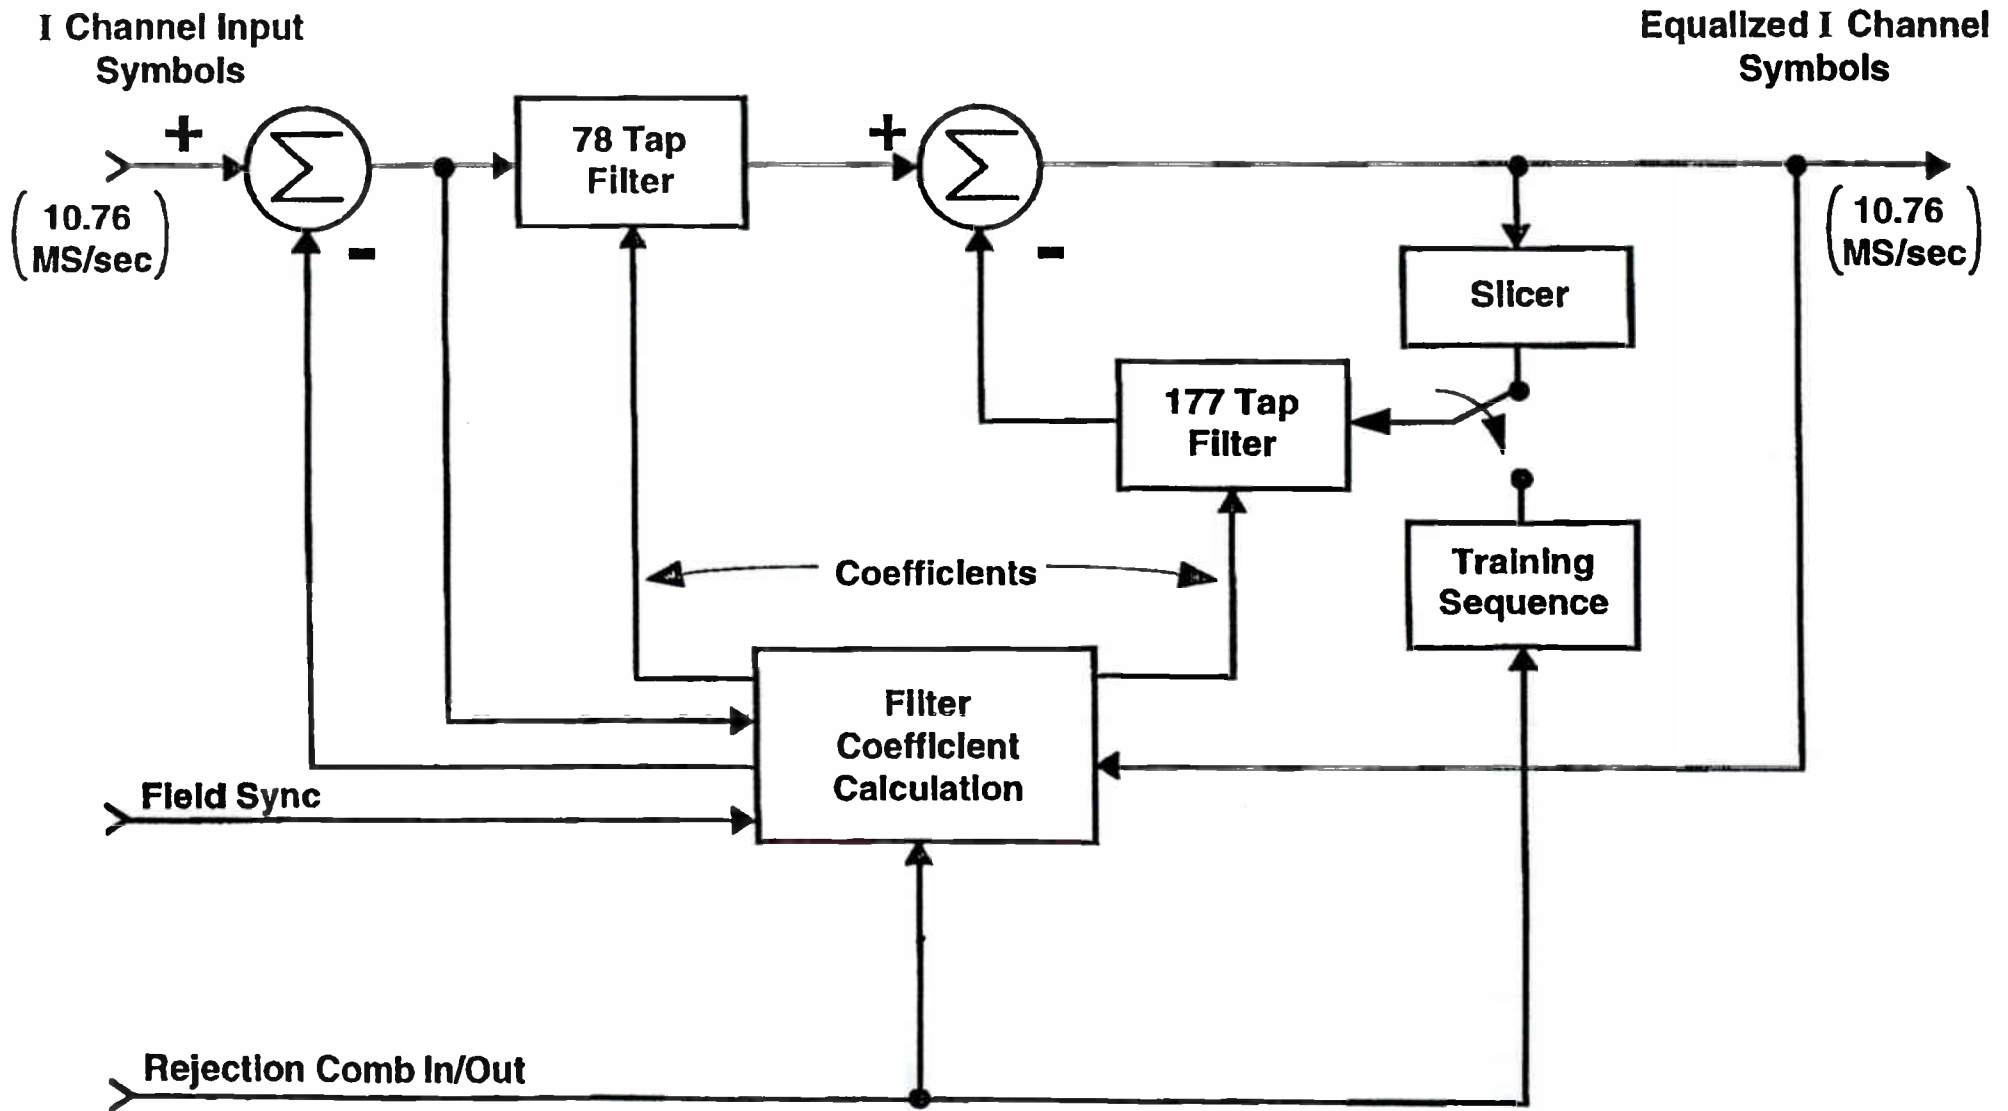 I Channel Input
Symbols
Equalized I Channel
Symbols
+
Σ
78 Tap
Filter
+
Σ
(10.76
MS/sec)
-
-
(10.76
MS/sec)
Slicer
177 Tap
Filter
Coefficients
Training
Sequence
Filter
Coefficient
Calculation
Field Sync
Rejection Comb In/Out